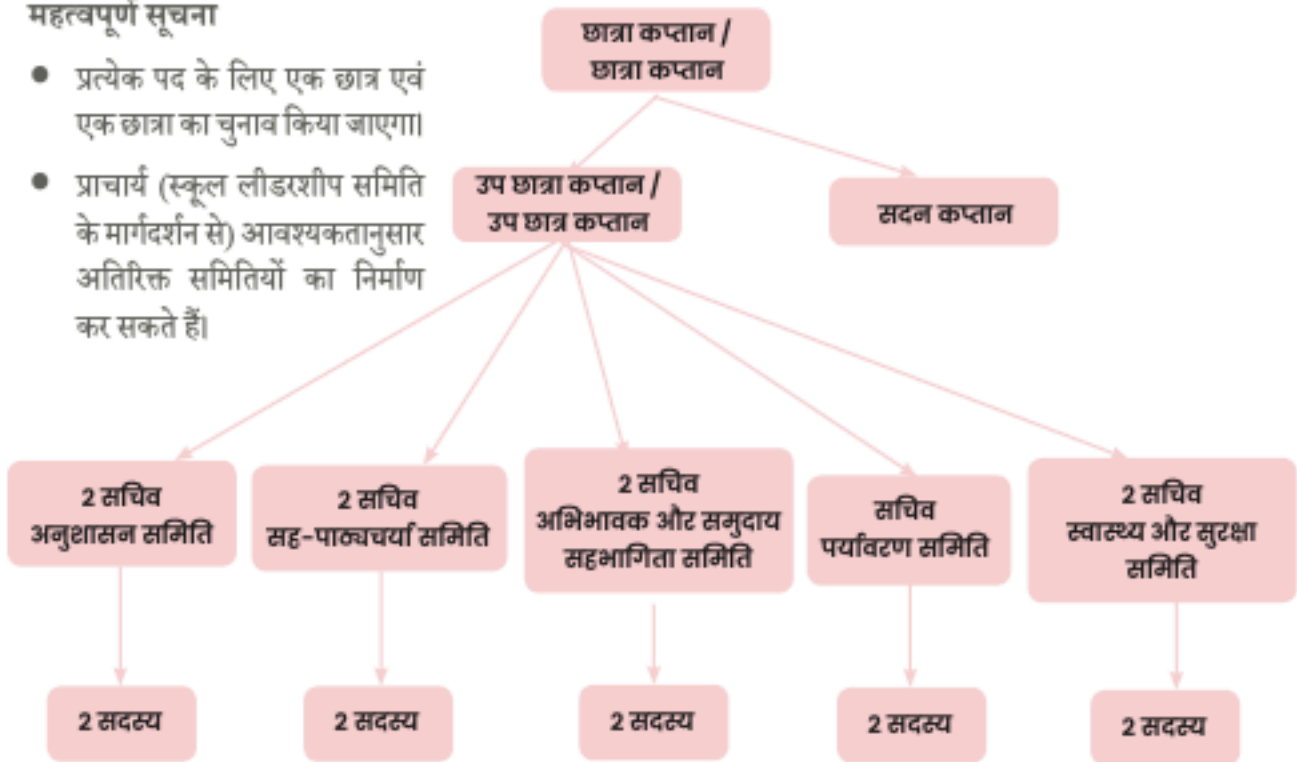 महत्वपूर्ण सूचना
● प्रत्येक पद के लिए एक छात्र एवं
एक छात्रा का चुनाव किया जाएगा।
● प्राचार्य (स्कूल लीडरशीप समिति
के मार्गदर्शन से) आवश्यकतानुसार
अतिरिक्त समितियों का निर्माण
कर सकते हैं।
छात्रा कप्तान /
छात्रा कप्तान
उप छात्रा कप्तान /
उप छात्र कप्तान
सदन कप्तान
2 सचिव
अनुशासन समिति
2 सचिव
सह-पाठ्यचर्या समिति
2 सचिव
अभिभावक और समुदाय
सहभागिता समिति
सचिव
पर्यावरण समिति
2 सचिव
स्वास्थ्य और सुरक्षा
समिति
2 सदस्य
2 सदस्य
2 सदस्य
2 सदस्य
2 सदस्य